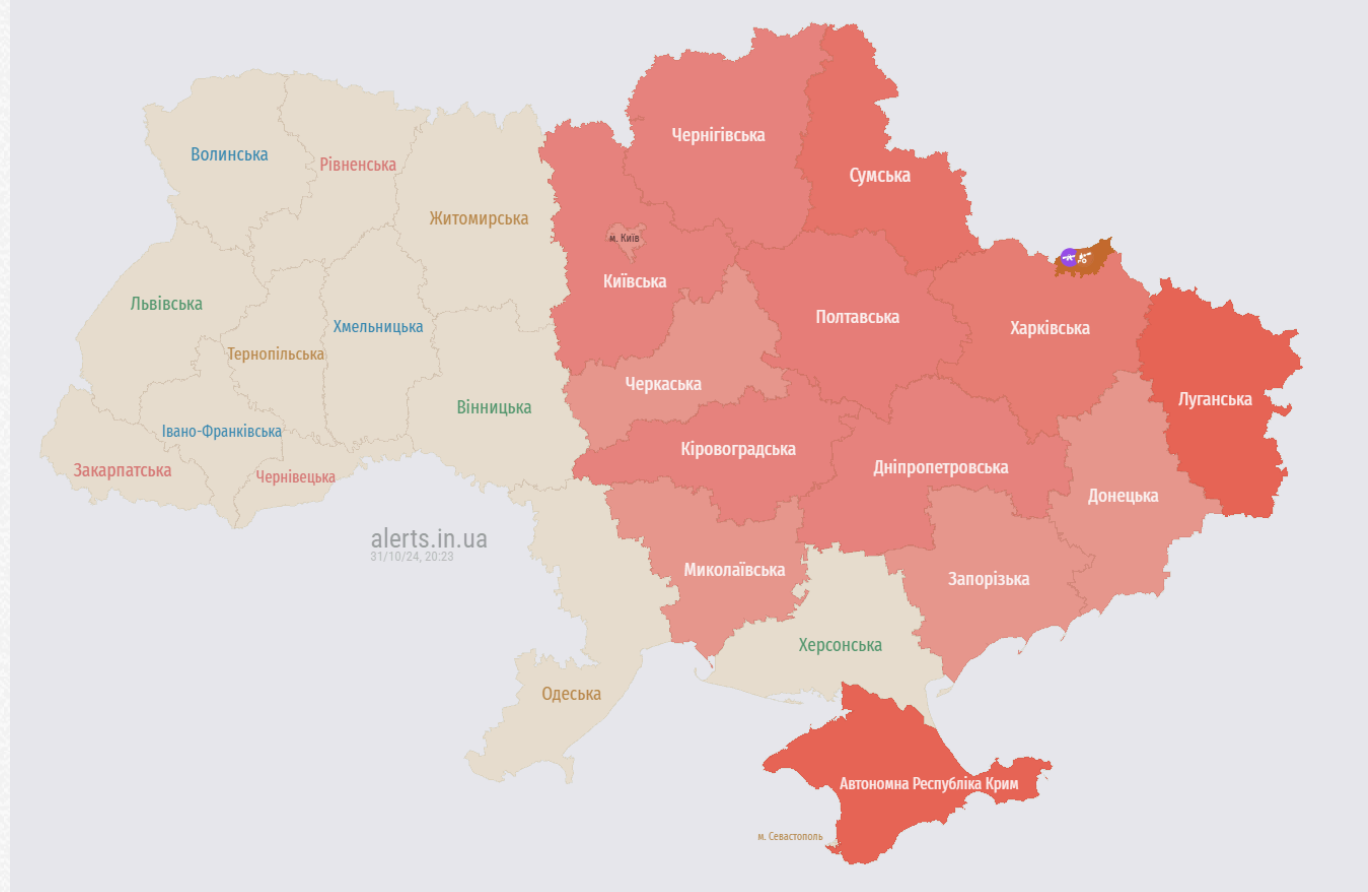 Чернігівська
Волинська
Рівненська
Сумська
Житомирська
м. Київ
Київська
Львівська
Хмельницька
Полтавська
Харківська
Тернопільська
Черкаська
Луганська
Вінницька
Івано-Франківська
Кіровоградська
Закарпатська
Чернівецька
Дніпропетровська
Донецька
alerts.in.ua
31/10/24, 20:23
Миколаївська
Запорізька
Херсонська
Одеська
Автономна Республіка Крим
м. Севастополь